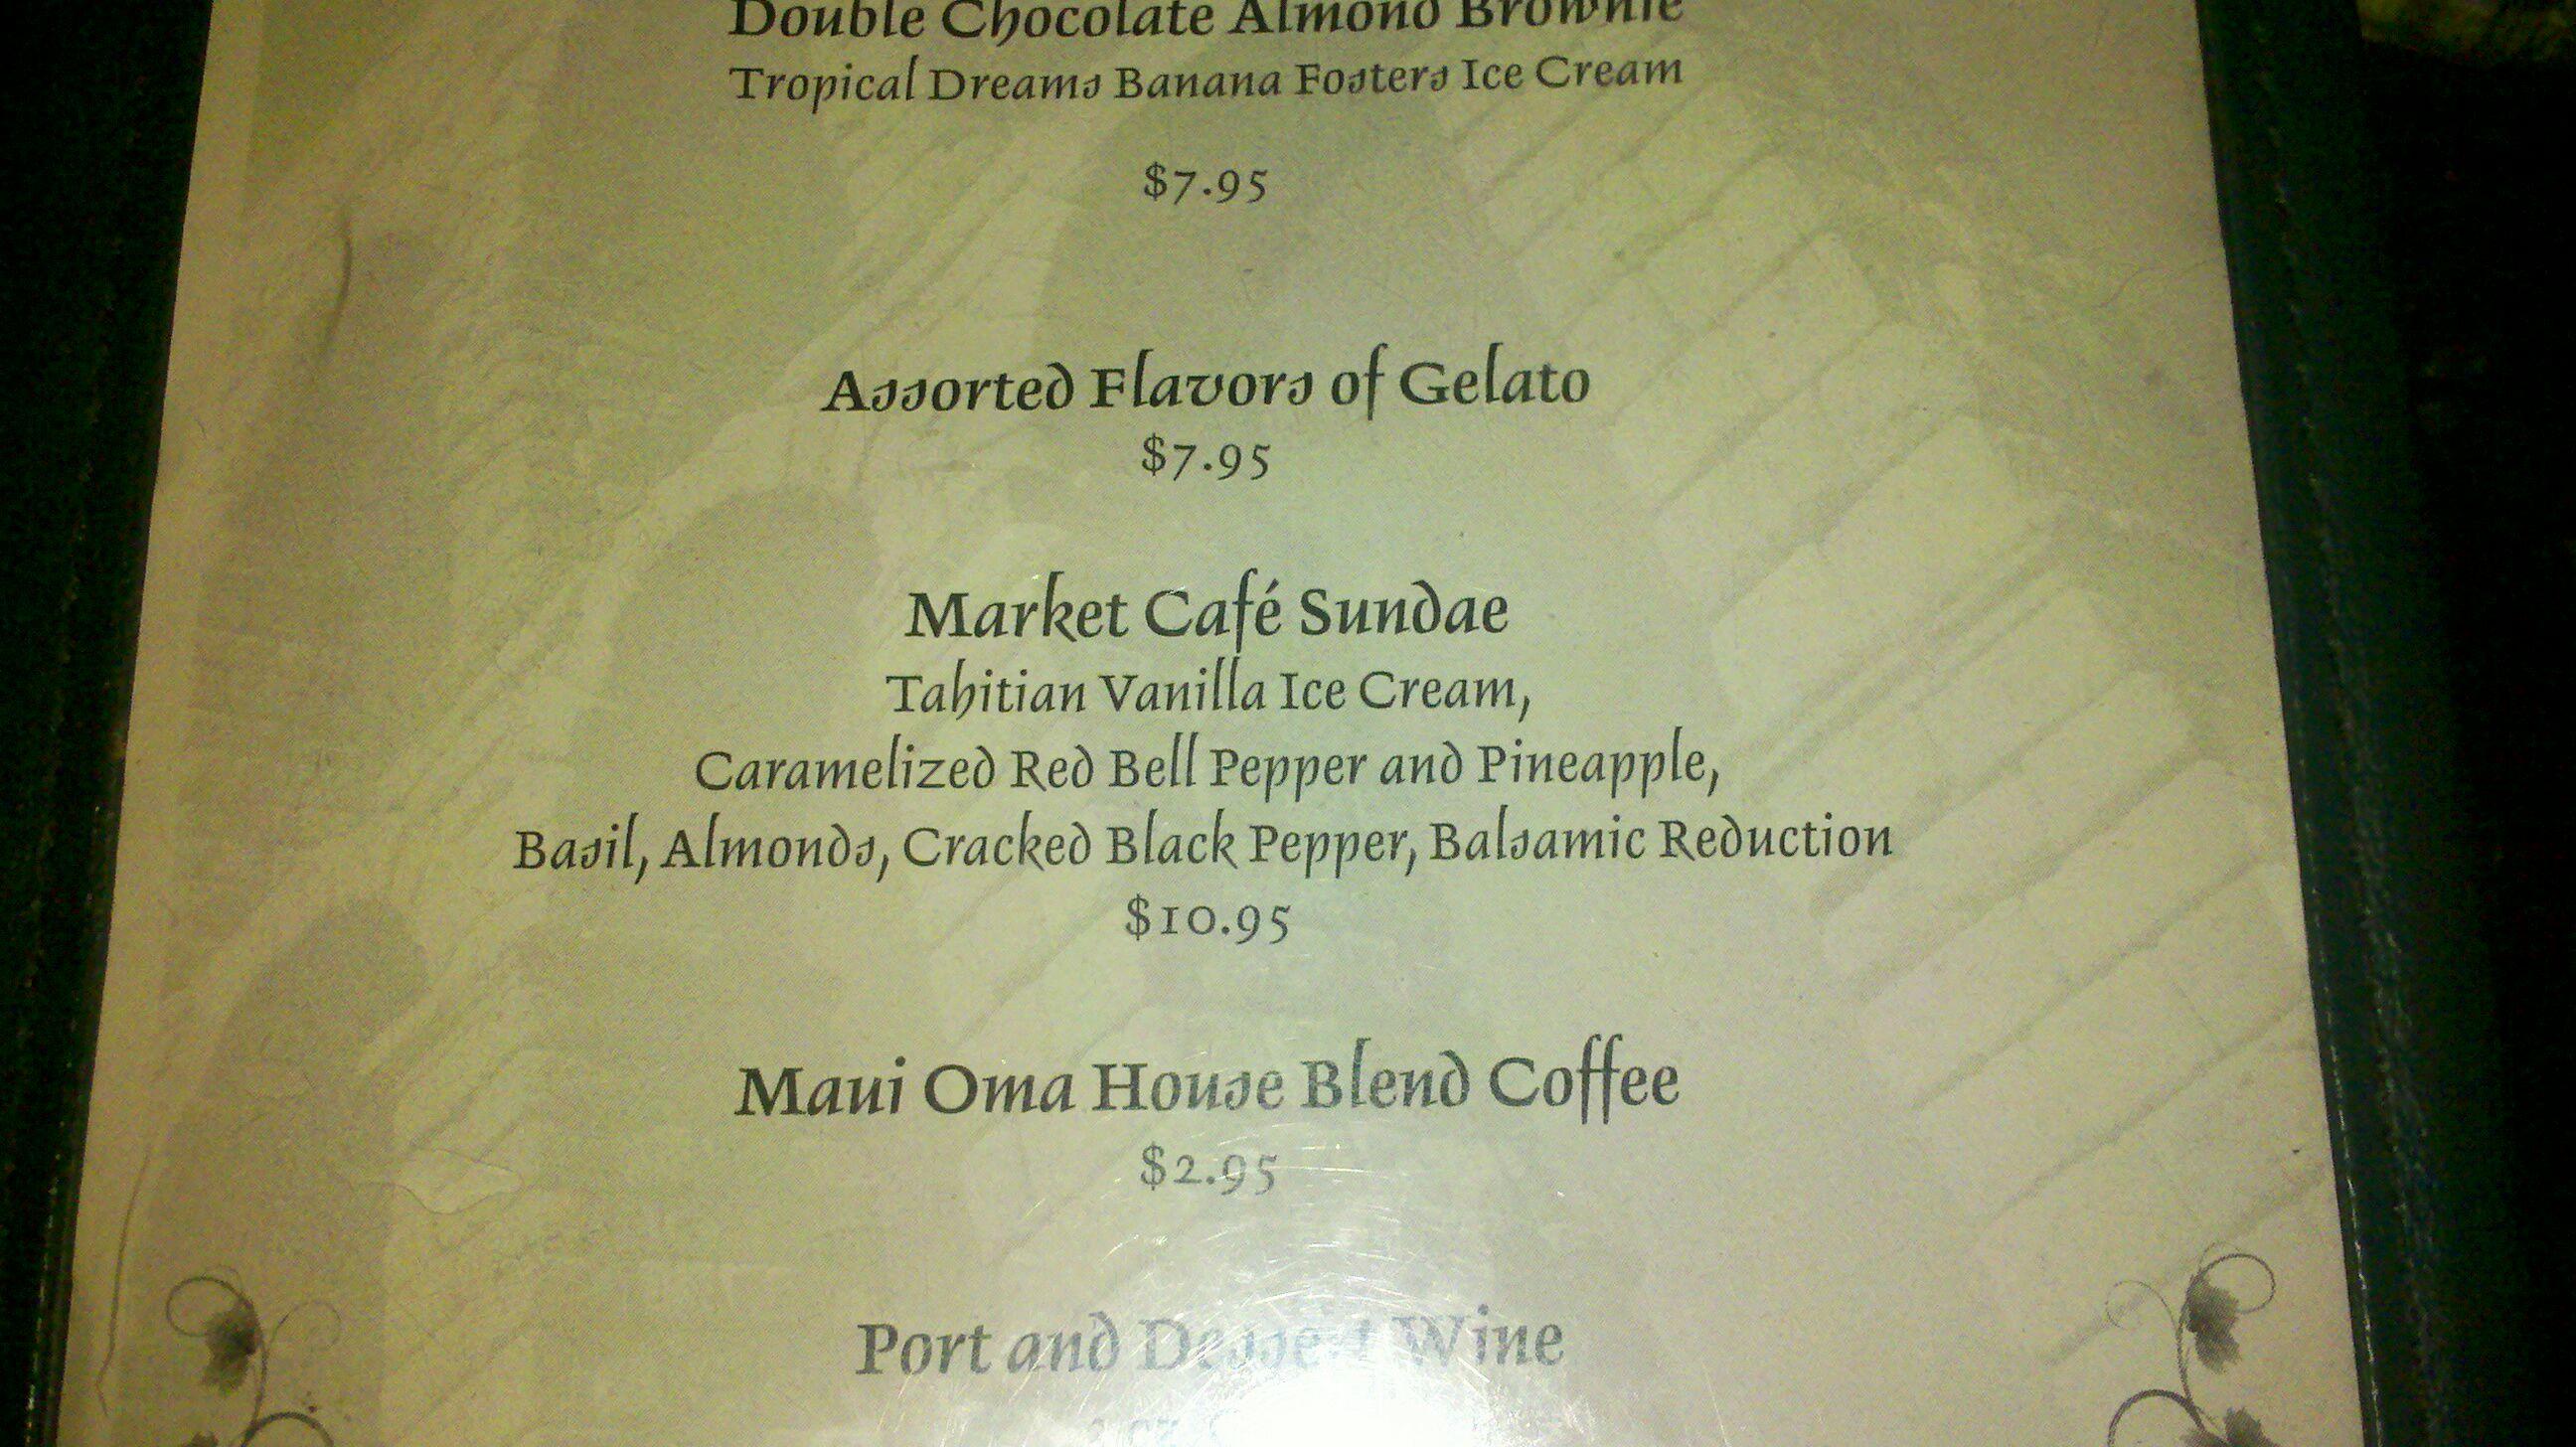 Double Chocolate Almond Brownie
Tropical Dreams Banana Fosters Ice Cream
$7.95
Assorted Flavors of Gelato
$7.95
Market Café Sundae
Tahitian Vanilla Ice Cream,
Caramelized Red Bell Pepper and Pineapple,
Basil, Almonds, Cracked Black Pepper, Balsamic Reduction
$10.95
Maui Oma House Blend Coffee
$2.95
Port and Dessert Wine